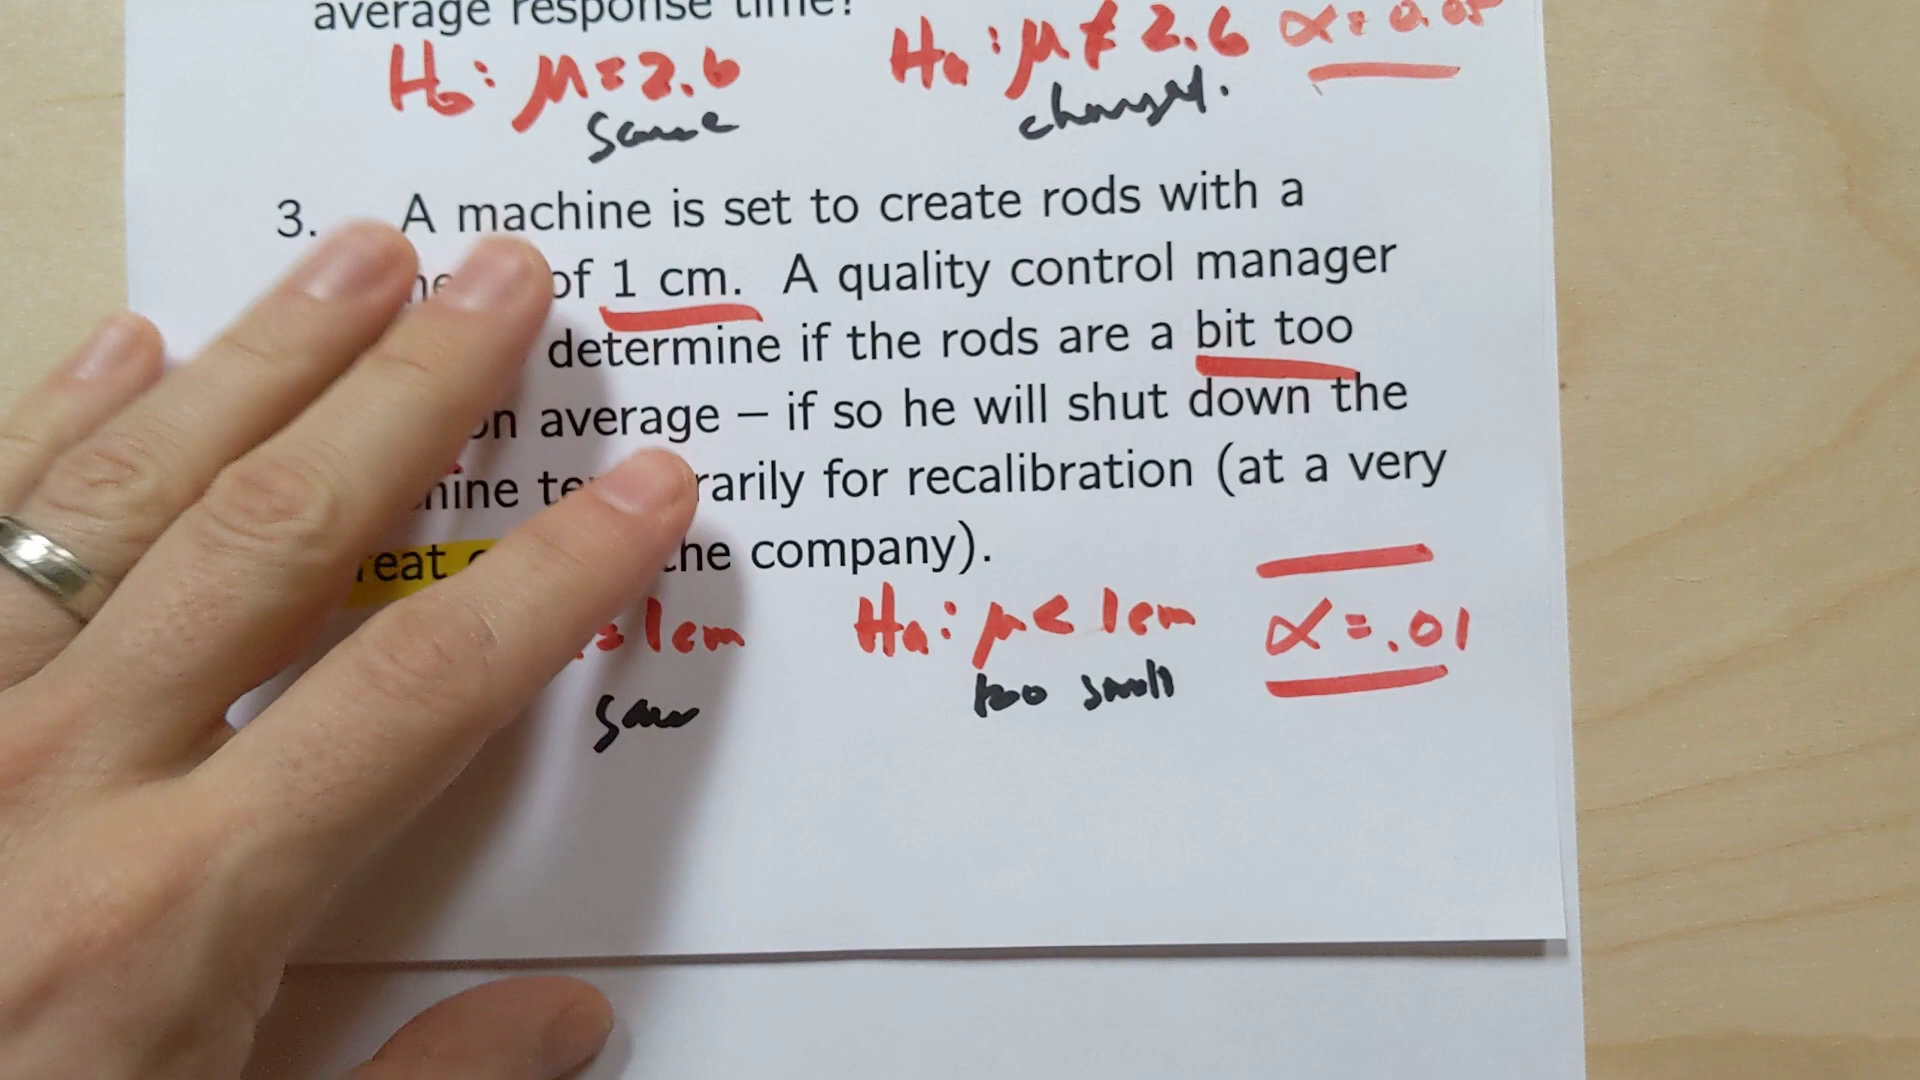 average response time?
H₀: μ = 2.6 Hₐ: μ ≠ 2.6 α = 0.05
same changed.
3. A machine is set to create rods with a
of 1 cm. A quality control manager
determine if the rods are a bit too
on average – if so he will shut down the
rarily for recalibration (at a very
reat he company).
= 1cm Hₐ: μ < 1cm α = .01
same too small